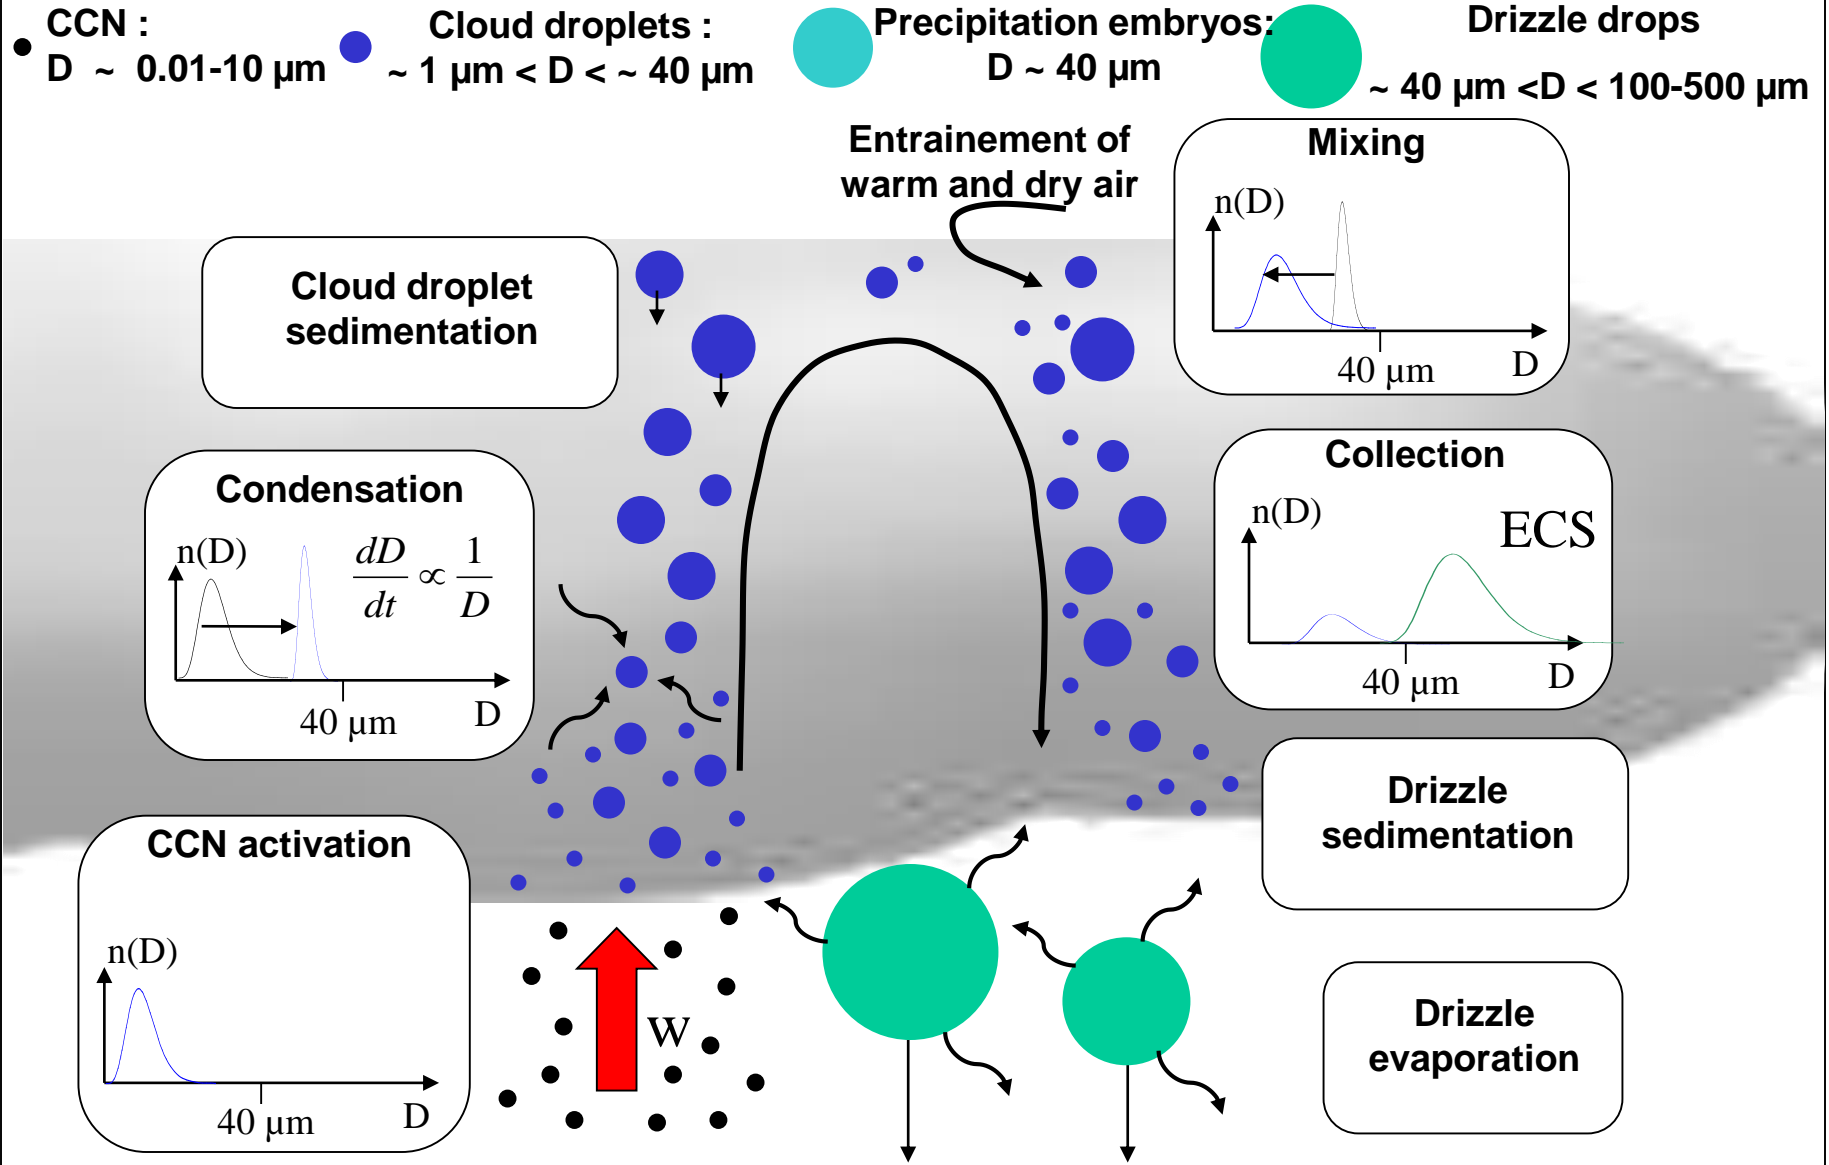 CCN :
D ~ 0.01-10 µm
Cloud droplets :
~ 1 µm < D < ~ 40 µm
Precipitation embryos:
D ~ 40 µm
Drizzle drops
~ 40 µm <D < 100-500 µm
Entrainement of
warm and dry air
Mixing
n(D)
40 µm
D
Cloud droplet
sedimentation
Condensation
n(D)
dD/dt ∝ 1/D
40 µm
D
Collection
n(D)
ECS
40 µm
D
CCN activation
n(D)
40 µm
D
w
Drizzle
sedimentation
Drizzle
evaporation